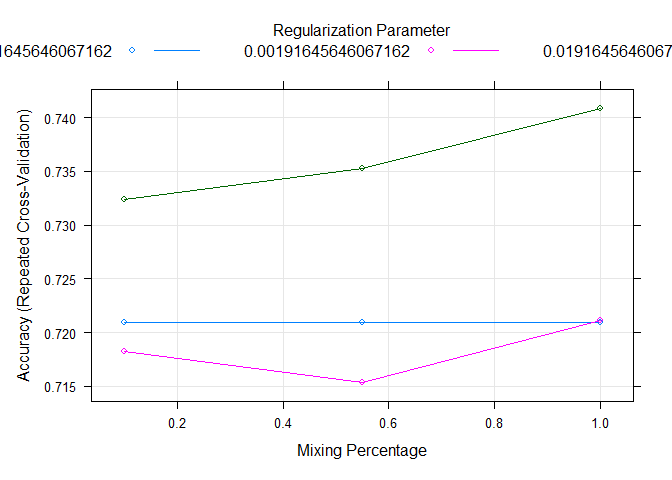 Regularization Parameter
1645646067162 0.00191645646067162 0.0191645646067
Accuracy (Repeated Cross-Validation)
0.740
0.735
0.730
0.725
0.720
0.715
0.2 0.4 0.6 0.8 1.0
Mixing Percentage